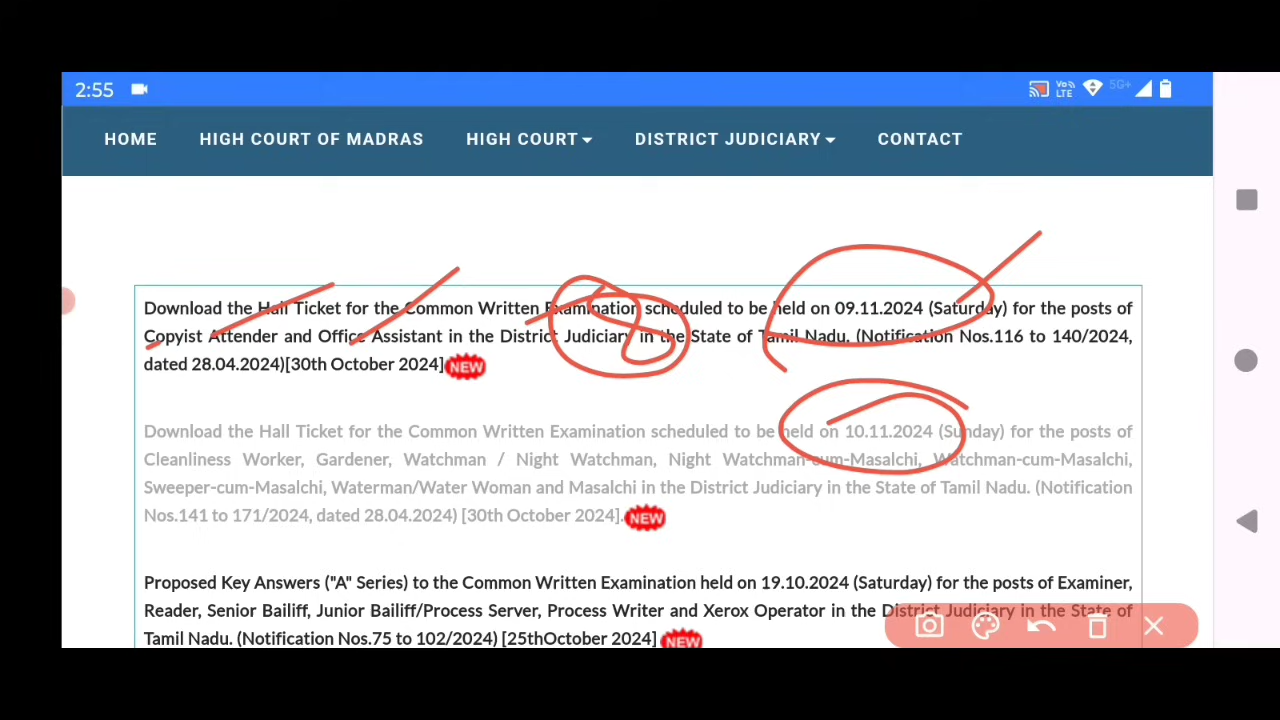 2:55 Vo LTE 5G+
HOME HIGH COURT OF MADRAS HIGH COURT DISTRICT JUDICIARY CONTACT
Download the Hall Ticket for the Common Written Examination scheduled to be held on 09.11.2024 (Saturday) for the posts of
Copyist Attender and Office Assistant in the District Judiciary in the State of Tamil Nadu. (Notification Nos.116 to 140/2024,
dated 28.04.2024)[30th October 2024] NEW
Download the Hall Ticket for the Common Written Examination scheduled to be held on 10.11.2024 (Sunday) for the posts of
Cleanliness Worker, Gardener, Watchman / Night Watchman, Night Watchman-cum-Masalchi, Watchman-cum-Masalchi,
Sweeper-cum-Masalchi, Waterman/Water Woman and Masalchi in the District Judiciary in the State of Tamil Nadu. (Notification
Nos.141 to 171/2024, dated 28.04.2024) [30th October 2024]. NEW
Proposed Key Answers ("A" Series) to the Common Written Examination held on 19.10.2024 (Saturday) for the posts of Examiner,
Reader, Senior Bailiff, Junior Bailiff/Process Server, Process Writer and Xerox Operator in the District Judiciary in the State of
Tamil Nadu. (Notification Nos.75 to 102/2024) [25thOctober 2024] NEW